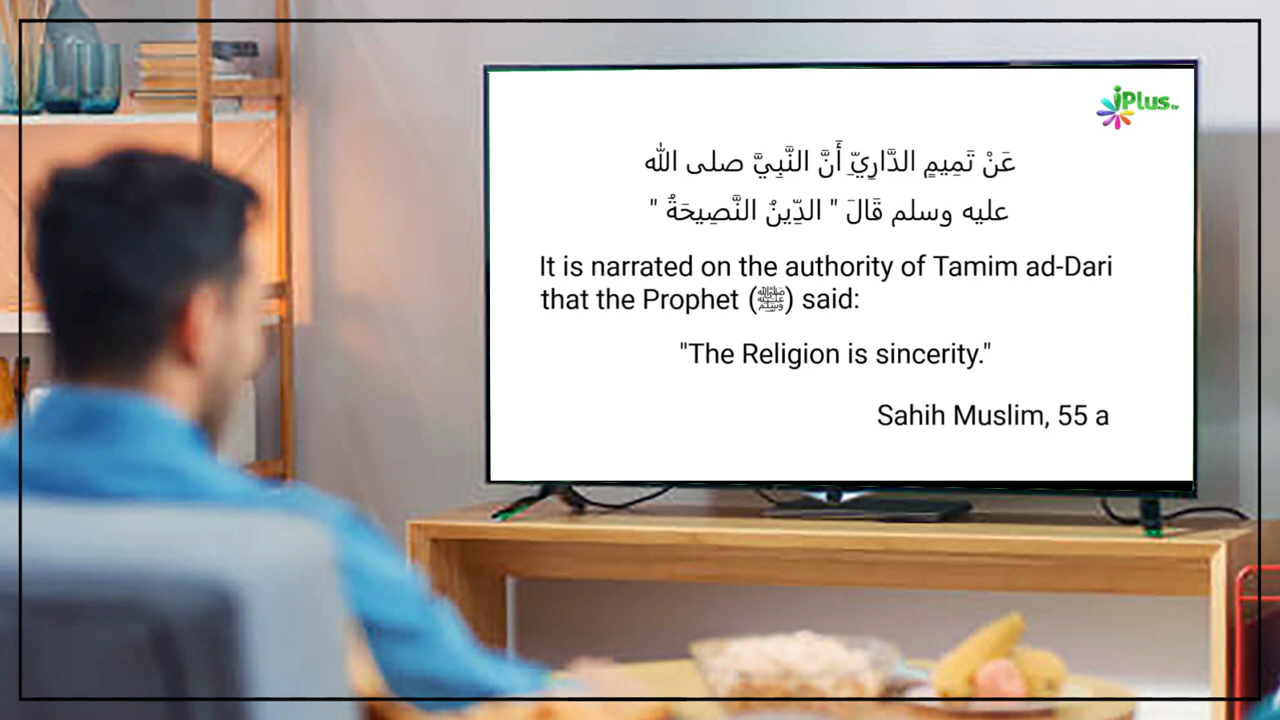 iPlus tv
عَنْ تَمِيمٍ الدَّارِيِّ أَنَّ النَّبِيَّ صلى الله
عليه وسلم قَالَ " الدِّينُ النَّصِيحَةُ "
It is narrated on the authority of Tamim ad-Dari
that the Prophet (ﷺ) said:
"The Religion is sincerity."
Sahih Muslim, 55 a